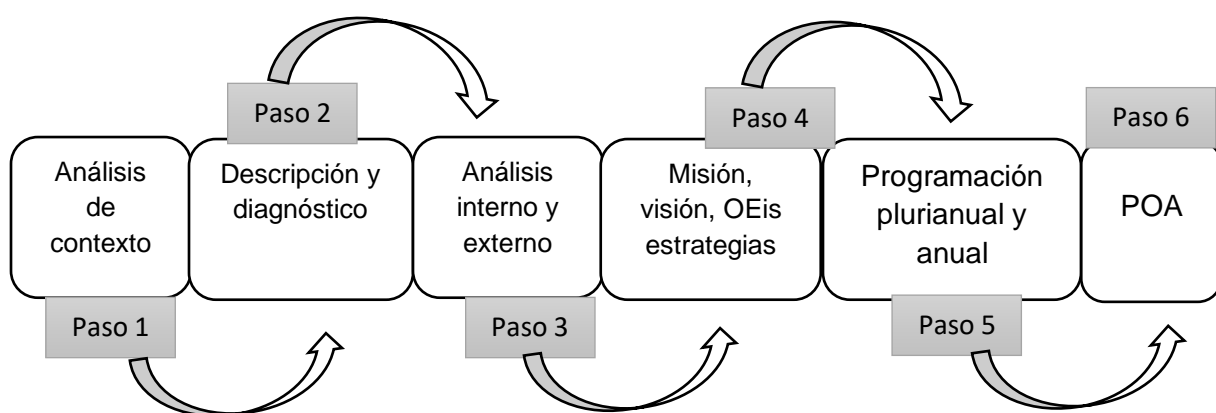 Paso 1
Análisis
de
contexto
Paso 2
Descripción y
diagnóstico
Paso 3
Análisis
interno y
externo
Paso 4
Misión,
visión, OEis
estrategias
Paso 5
Programación
plurianual y
anual
Paso 6
POA